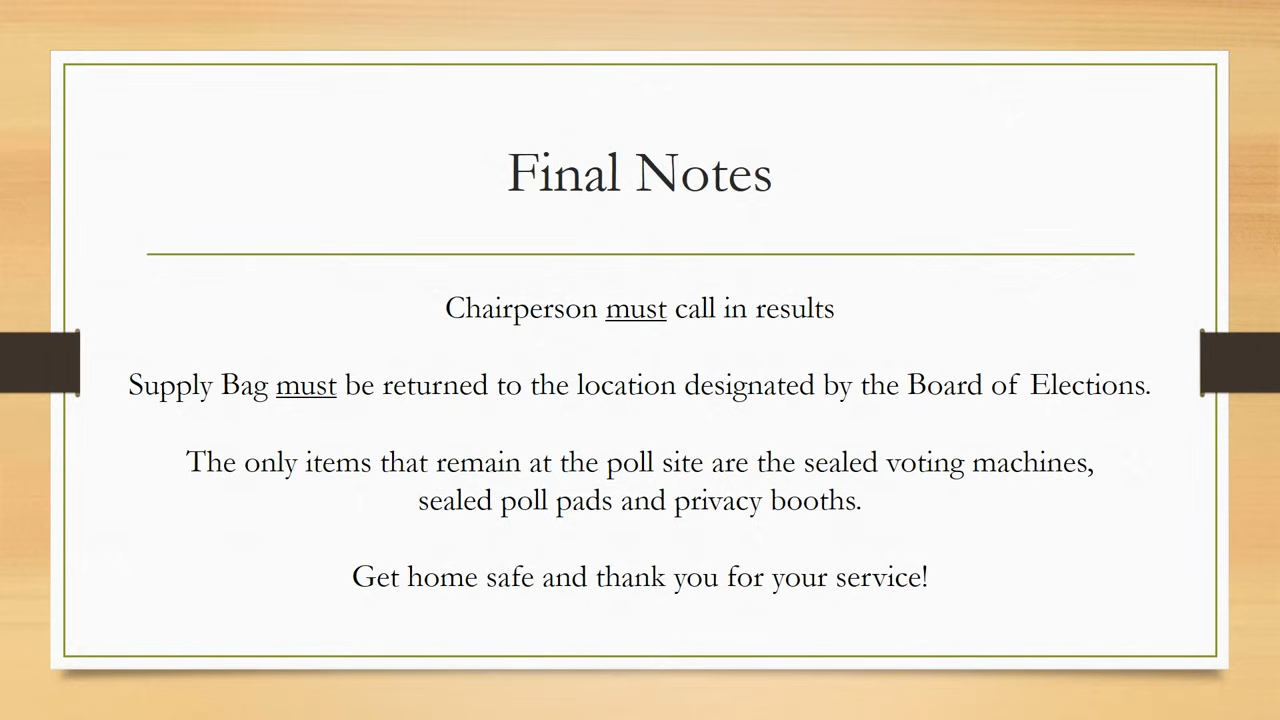 Final Notes
Chairperson must call in results
Supply Bag must be returned to the location designated by the Board of Elections.
The only items that remain at the poll site are the sealed voting machines,
sealed poll pads and privacy booths.
Get home safe and thank you for your service!